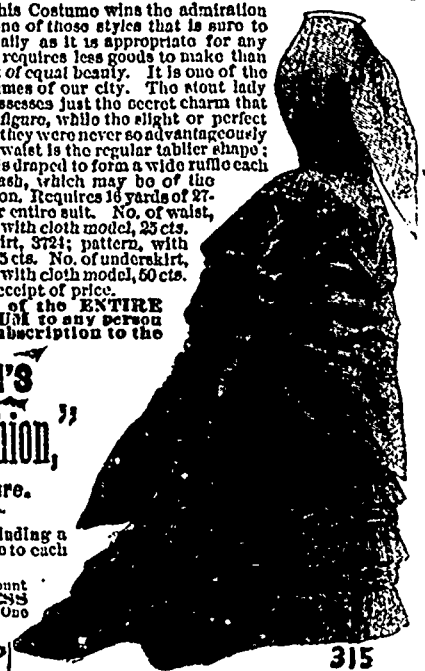 his Costume wins the admiration
one of those styles that is sure to
ally as it is appropriate for any
requires less goods to make than
t of equal beauty. It is one of the
mes of our city. The stout lady
ssesses just the secret charm that
figure, while the slight or perfect
they were never so advantageously
waist is the regular tablier shape;
s draped to form a wide ruffle each
ash, which may be of the
on. Requires 16 yards of 27-
r entire suit. No. of waist,
with cloth model, 25 cts.
irt, 3724; pattern, with
5 cts. No. of underskirt,
with cloth model, 50 cts.
eceipt of price.
of the ENTIRE
UM to any person
ubscription to the
'S
hion,"
re.
luding a
o to each
ount
SS
One
315